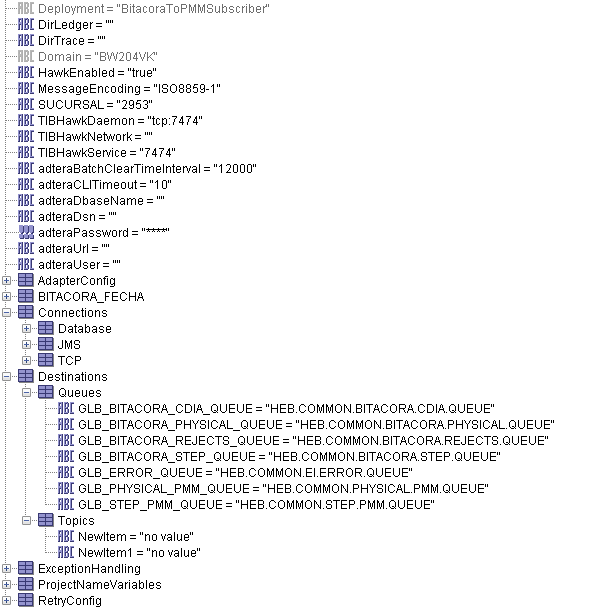 Deployment = "BitacoraToPMMSubscriber"
DirLedger = ""
DirTrace = ""
Domain = "BW204VK"
HawkEnabled = "true"
MessageEncoding = "ISO8859-1"
SUCURSAL = "2953"
TIBHawkDaemon = "tcp:7474"
TIBHawkNetwork = ""
TIBHawkService = "7474"
adteraBatchClearTimeInterval = "12000"
adteraCLITimeout = "10"
adteraDbaseName = ""
adteraDsn = ""
adteraPassword = "****"
adteraUrl = ""
adteraUser = ""
AdapterConfig
BITACORA_FECHA
Connections
Database
JMS
TCP
Destinations
Queues
GLB_BITACORA_CDIA_QUEUE = "HEB.COMMON.BITACORA.CDIA.QUEUE"
GLB_BITACORA_PHYSICAL_QUEUE = "HEB.COMMON.BITACORA.PHYSICAL.QUEUE"
GLB_BITACORA_REJECTS_QUEUE = "HEB.COMMON.BITACORA.REJECTS.QUEUE"
GLB_BITACORA_STEP_QUEUE = "HEB.COMMON.BITACORA.STEP.QUEUE"
GLB_ERROR_QUEUE = "HEB.COMMON.EI.ERROR.QUEUE"
GLB_PHYSICAL_PMM_QUEUE = "HEB.COMMON.PHYSICAL.PMM.QUEUE"
GLB_STEP_PMM_QUEUE = "HEB.COMMON.STEP.PMM.QUEUE"
Topics
NewItem = "no value"
NewItem1 = "no value"
ExceptionHandling
ProjectNameVariables
RetryConfig